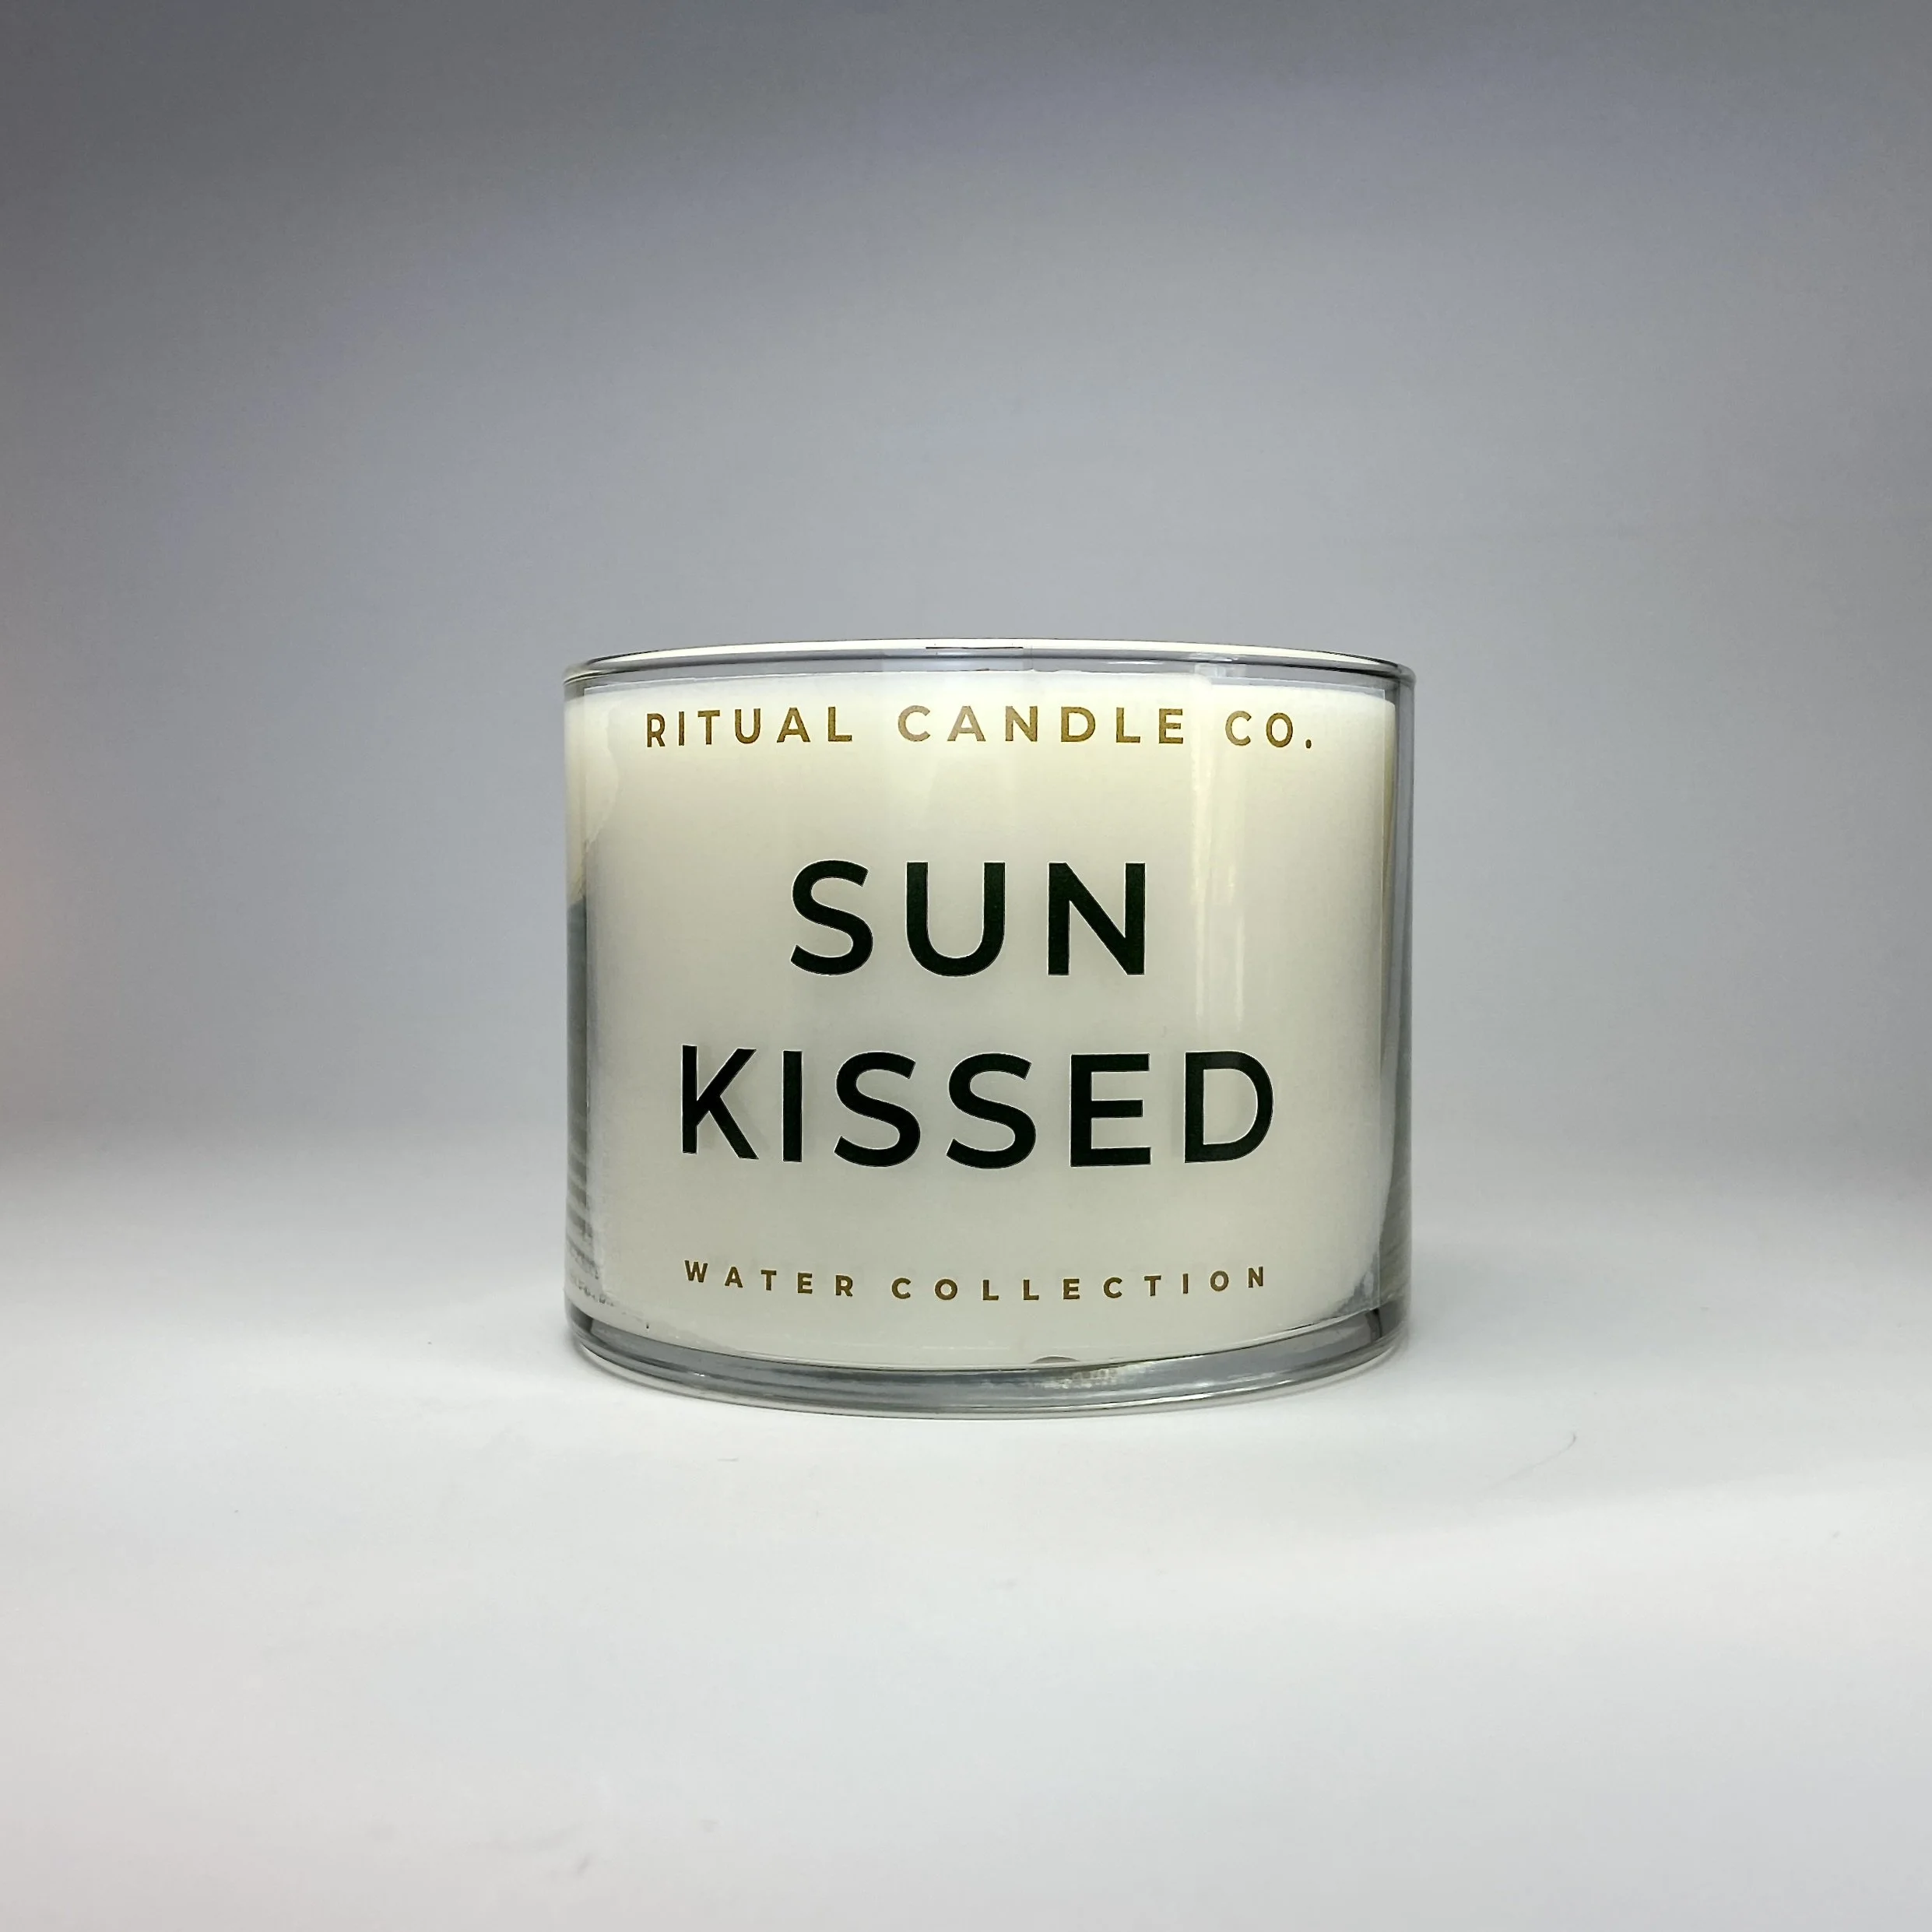 RITUAL CANDLE CO.
SUN
KISSED
WATER COLLECTION